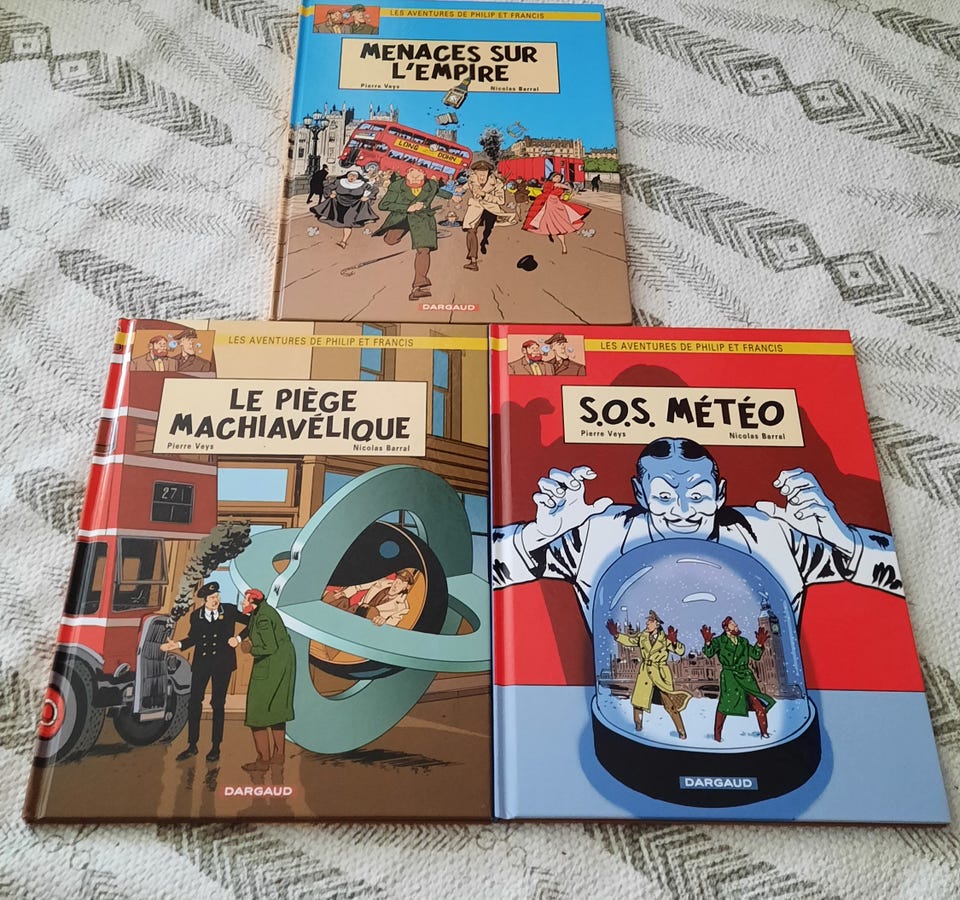 LES AVENTURES DE PHILIP ET FRANCIS
MENACES SUR
L'EMPIRE
Pierre Veys Nicolas Barral
LONG DONH
DARGAUD
LES AVENTURES DE PHILIP ET FRANCIS
LE PIÈGE
MACHIAVÉLIQUE
Pierre Veys Nicolas Barral
27
DARGAUD
LES AVENTURES DE PHILIP ET FRANCIS
S.O.S. MÉTÉO
Pierre Veys Nicolas Barral
DARGAUD